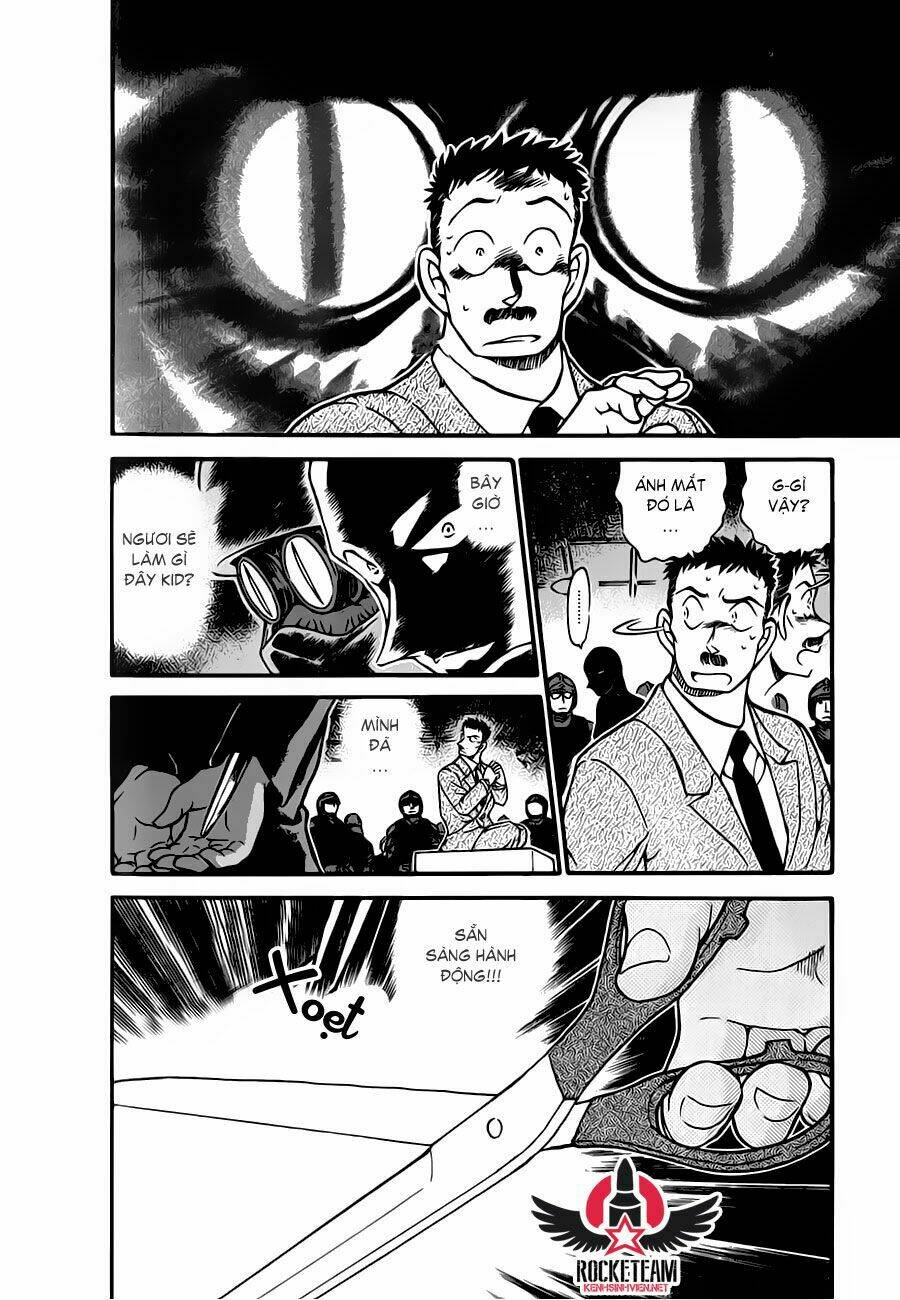 G-GÌ
VẬY?
ÁNH MẮT
ĐÓ LÀ
...
......
BÂY
GIỜ
...
NGƯƠI SẼ
LÀM GÌ
ĐÂY KID?
MÌNH
ĐÃ
...
SẴN
SÀNG HÀNH
ĐỘNG!!!
Xoẹt
ROCKETEAM
KENHSINHVIEN.NET